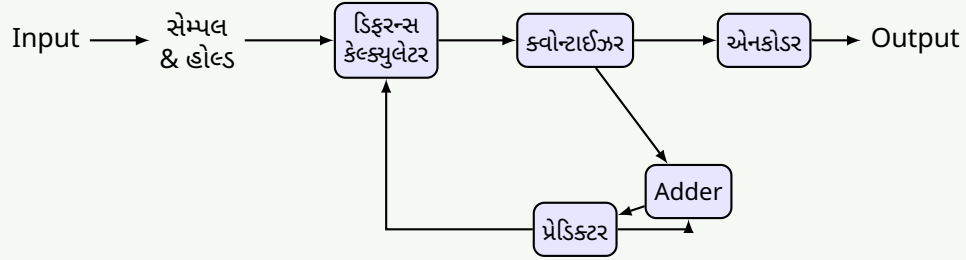 Input
સેમ્પલ
& હોલ્ડ
ડિફરન્સ
કેલ્ક્યુલેટર
ક્વોન્ટાઈઝર
એનકોડર
Output
Adder
પ્રેડિક્ટર